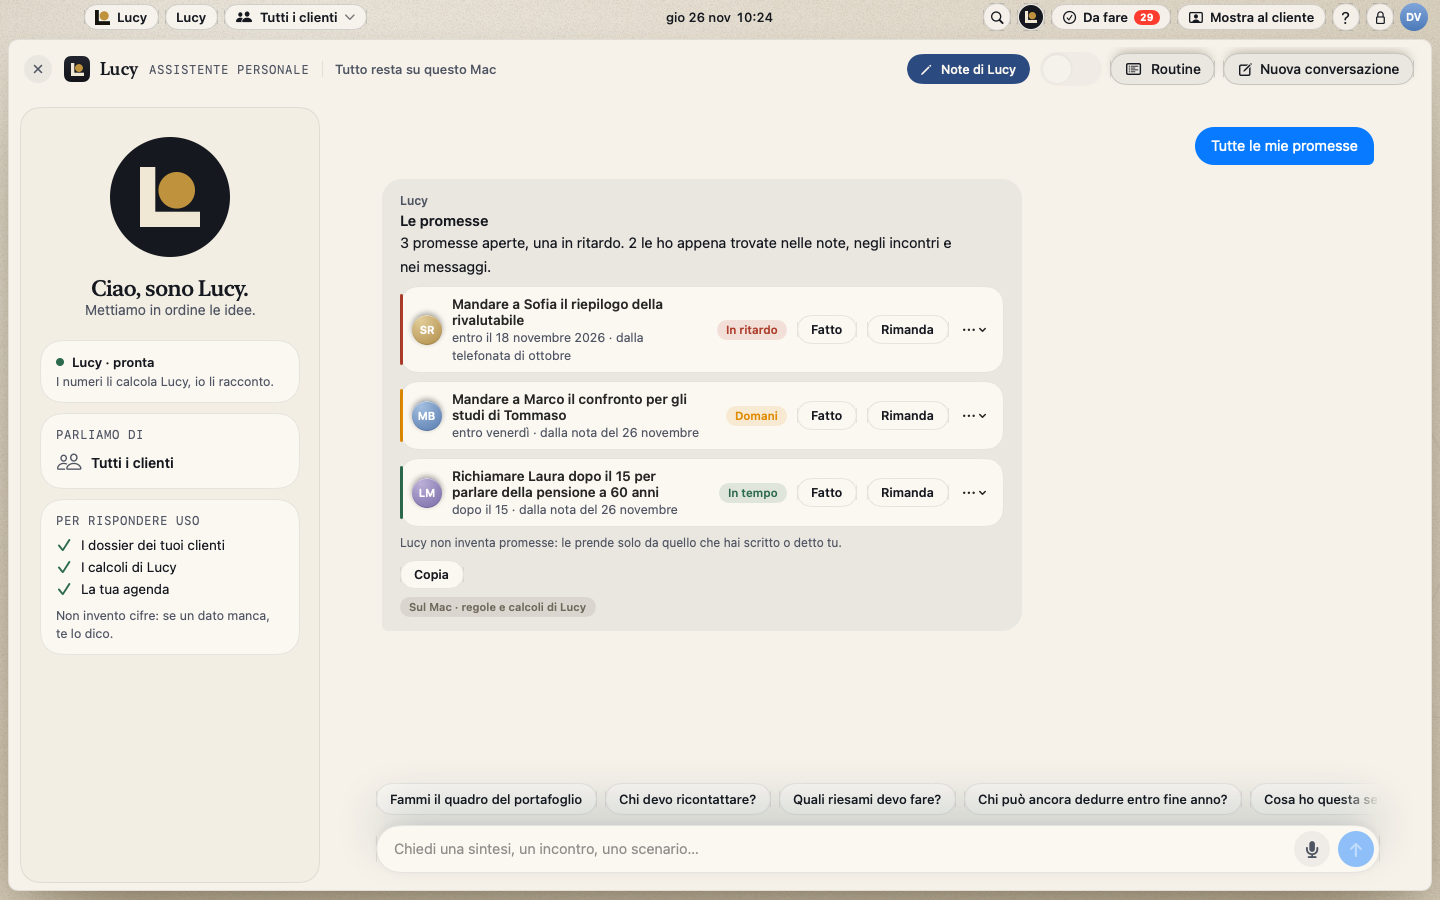 Lucy
Lucy
Tutti i clienti
gio 26 nov 10:24
Da fare 29
Mostra al cliente
?
DV
Lucy ASSISTENTE PERSONALE Tutto resta su questo Mac
Note di Lucy
Routine
Nuova conversazione
Ciao, sono Lucy.
Mettiamo in ordine le idee.
Lucy · pronta
I numeri li calcola Lucy, io li racconto.
PARLIAMO DI
Tutti i clienti
PER RISPONDERE USO
I dossier dei tuoi clienti
I calcoli di Lucy
La tua agenda
Non invento cifre: se un dato manca,
te lo dico.
Tutte le mie promesse
Lucy
Le promesse
3 promesse aperte, una in ritardo. 2 le ho appena trovate nelle note, negli incontri e
nei messaggi.
SR
Mandare a Sofia il riepilogo della
rivalutabile
entro il 18 novembre 2026 · dalla
telefonata di ottobre
In ritardo
Fatto
Rimanda
MB
Mandare a Marco il confronto per gli
studi di Tommaso
entro venerdì · dalla nota del 26 novembre
Domani
Fatto
Rimanda
LM
Richiamare Laura dopo il 15 per
parlare della pensione a 60 anni
dopo il 15 · dalla nota del 26 novembre
In tempo
Fatto
Rimanda
Lucy non inventa promesse: le prende solo da quello che hai scritto o detto tu.
Copia
Sul Mac · regole e calcoli di Lucy
Fammi il quadro del portafoglio
Chi devo ricontattare?
Quali riesami devo fare?
Chi può ancora dedurre entro fine anno?
Cosa ho questa
Chiedi una sintesi, un incontro, uno scenario...